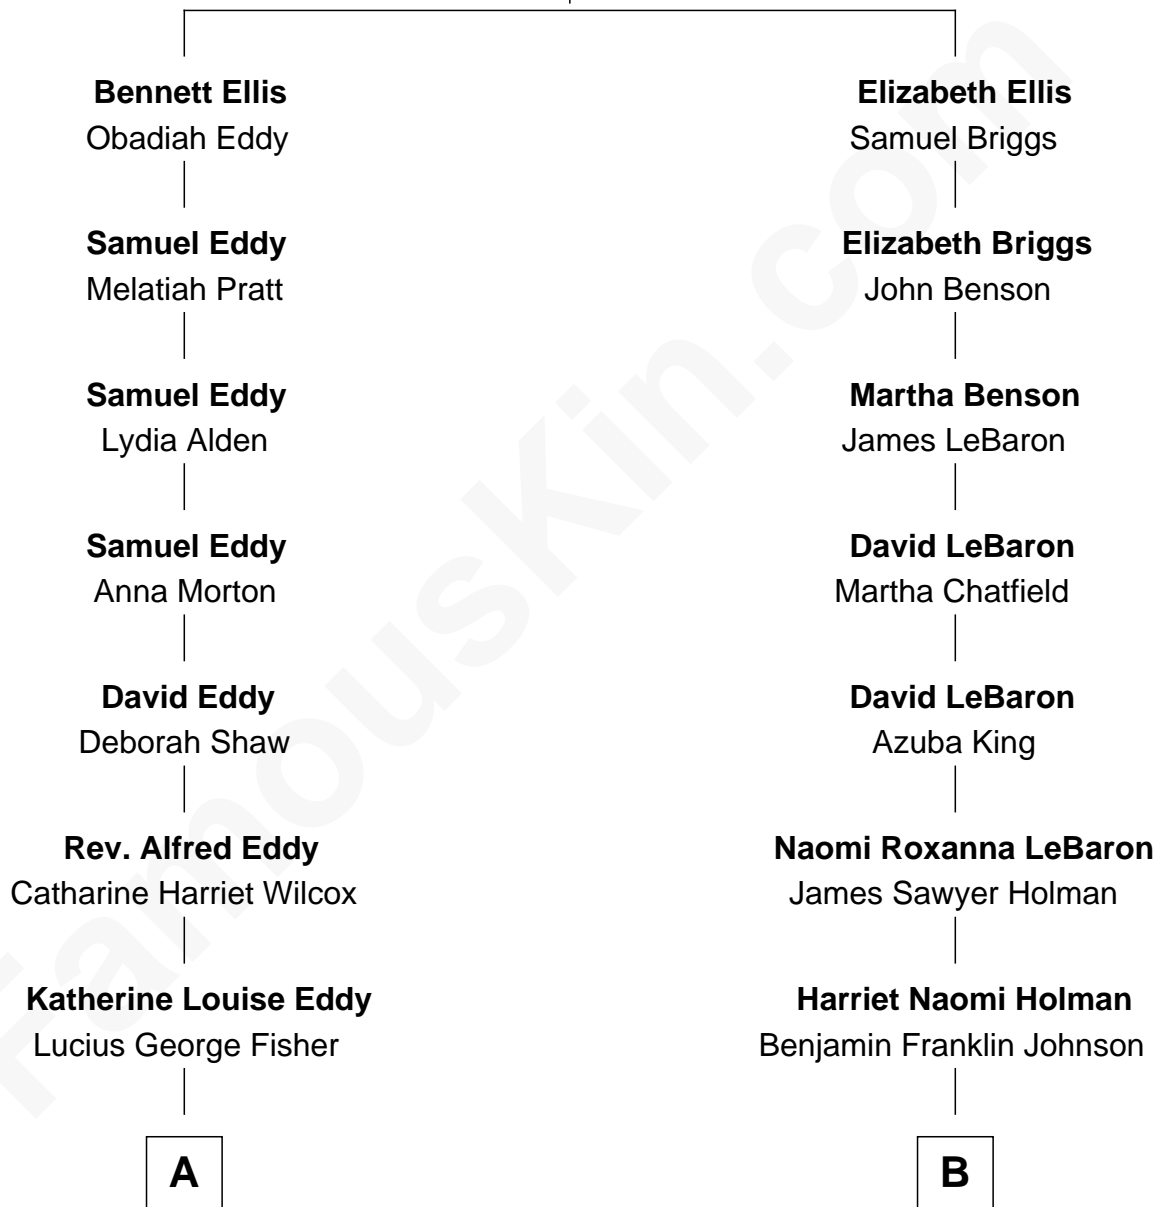 Bennett Ellis
Obadiah Eddy
Elizabeth Ellis
Samuel Briggs
Samuel Eddy
Melatiah Pratt
Elizabeth Briggs
John Benson
Samuel Eddy
Lydia Alden
Martha Benson
James LeBaron
Samuel Eddy
Anna Morton
David LeBaron
Martha Chatfield
David Eddy
Deborah Shaw
David LeBaron
Azuba King
Rev. Alfred Eddy
Catharine Harriet Wilcox
Naomi Roxanna LeBaron
James Sawyer Holman
Katherine Louise Eddy
Lucius George Fisher
Harriet Naomi Holman
Benjamin Franklin Johnson
A
B
FamousKin.com